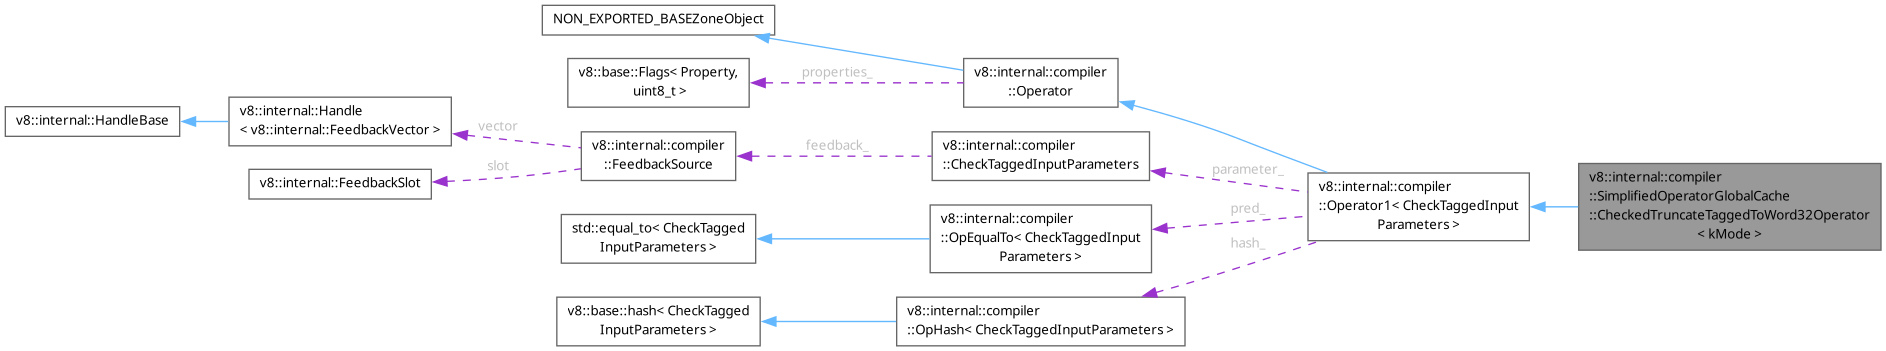 NON_EXPORTED_BASEZoneObject
v8::base::Flags< Property,
uint8_t >
properties_
v8::internal::compiler
::Operator
v8::internal::HandleBase
v8::internal::Handle
< v8::internal::FeedbackVector >
vector
v8::internal::FeedbackSlot
slot
v8::internal::compiler
::FeedbackSource
feedback_
v8::internal::compiler
::CheckTaggedInputParameters
parameter_
std::equal_to< CheckTagged
InputParameters >
v8::internal::compiler
::OpEqualTo< CheckTaggedInput
Parameters >
pred_
hash_
v8::base::hash< CheckTagged
InputParameters >
v8::internal::compiler
::OpHash< CheckTaggedInputParameters >
v8::internal::compiler
::Operator1< CheckTaggedInput
Parameters >
v8::internal::compiler
::SimplifiedOperatorGlobalCache
::CheckedTruncateTaggedToWord32Operator
< kMode >